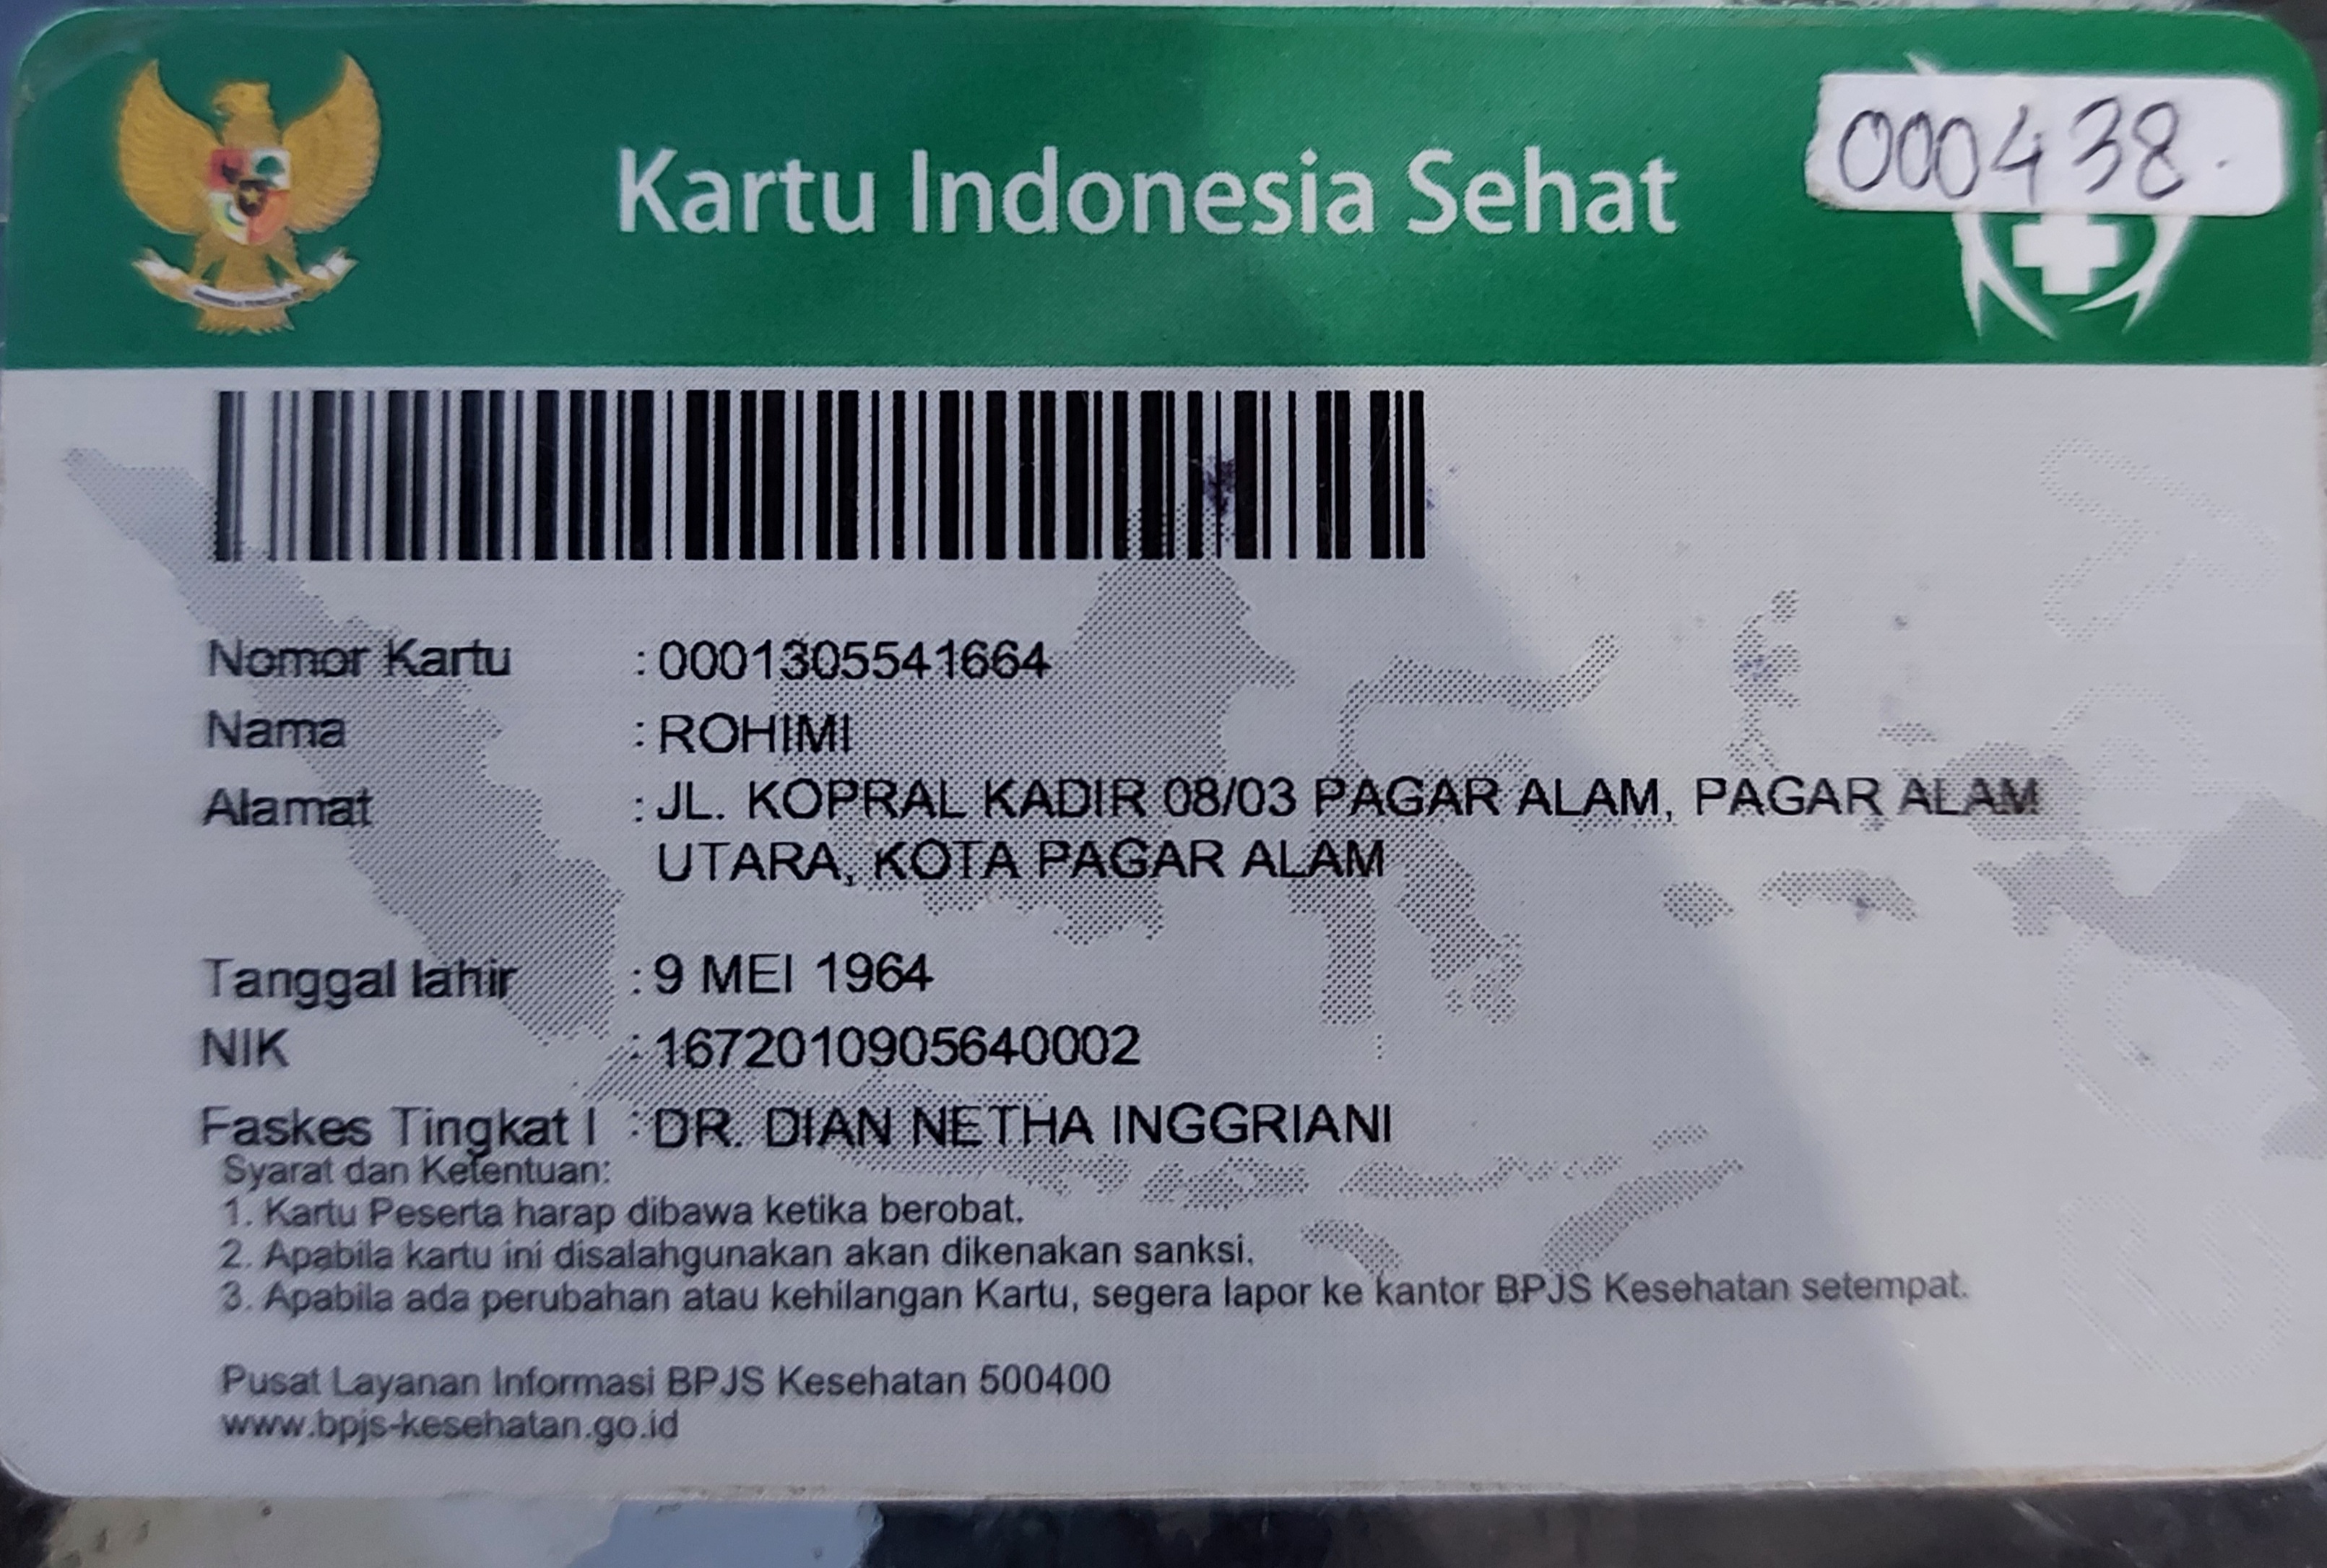 Kartu Indonesia Sehat
000438.
Nomor Kartu : 0001305541664
Nama : ROHIMI
Alamat : JL. KOPRAL KADIR 08/03 PAGAR ALAM, PAGAR ALAM
UTARA, KOTA PAGAR ALAM
Tanggal lahir : 9 MEI 1964
NIK : 1672010905640002
Faskes Tingkat I : DR. DIAN NETHA INGGRIANI
Syarat dan Ketentuan:
1. Kartu Peserta harap dibawa ketika berobat.
2. Apabila kartu ini disalahgunakan akan dikenakan sanksi.
3. Apabila ada perubahan atau kehilangan Kartu, segera lapor ke kantor BPJS Kesehatan setempat.
Pusat Layanan Informasi BPJS Kesehatan 500400
www.bpjs-kesehatan.go.id